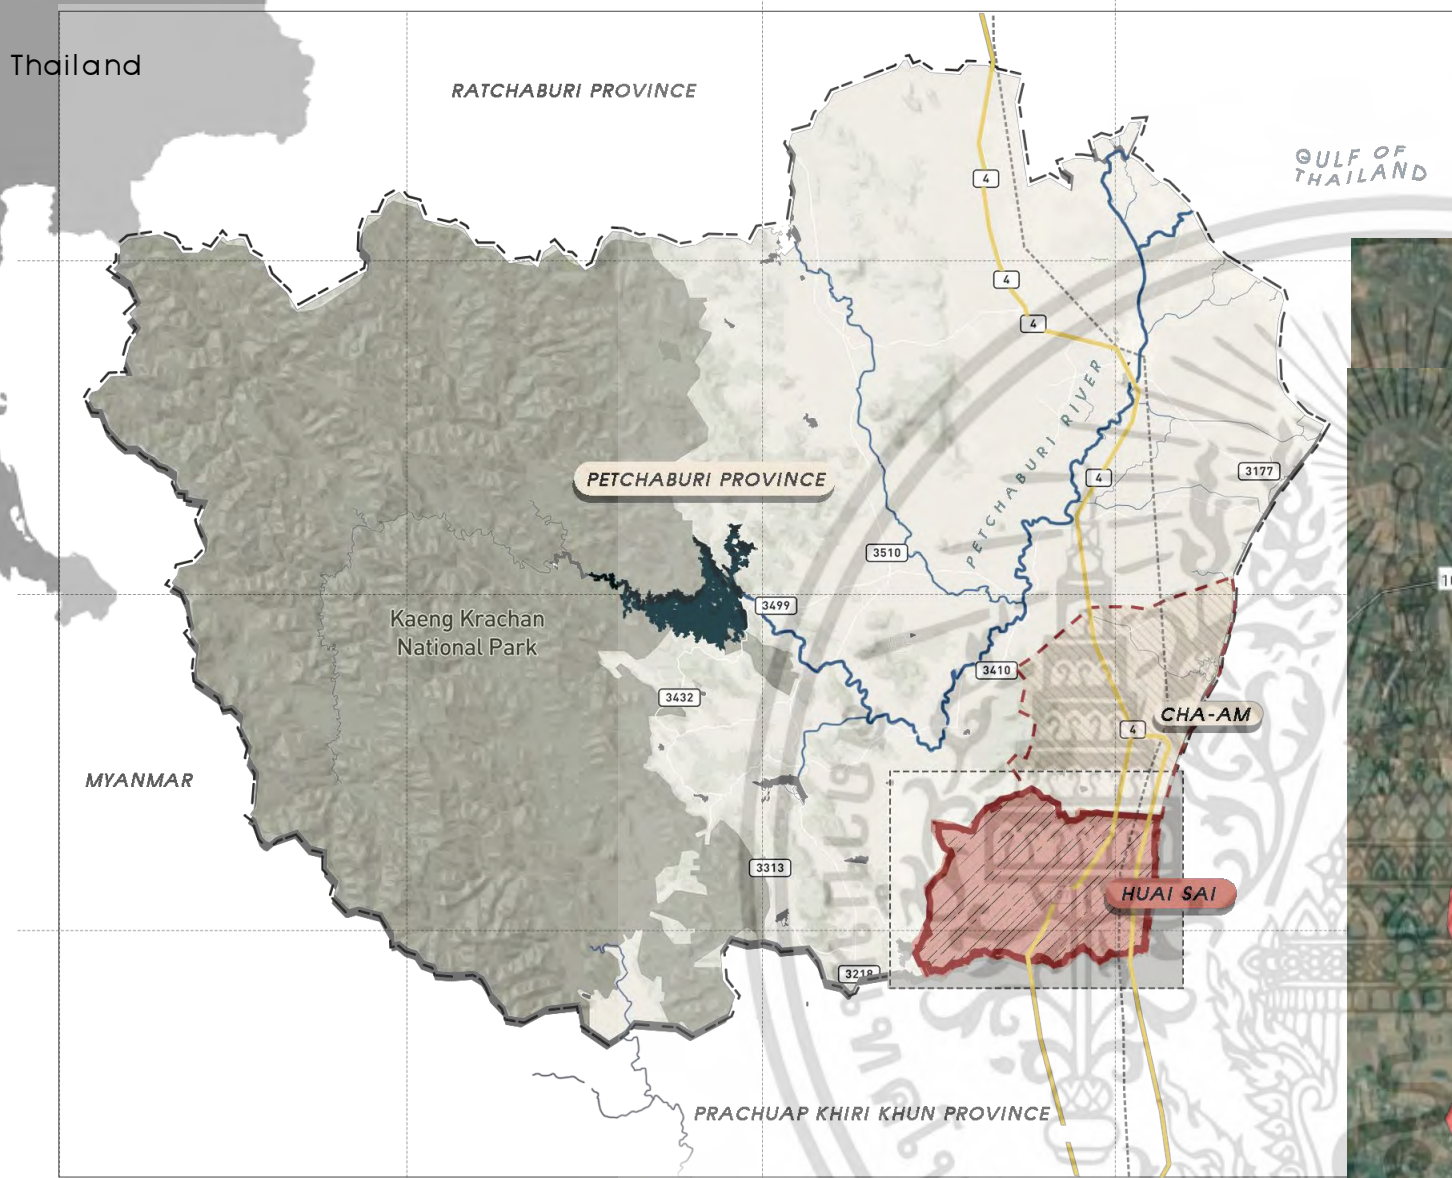 Thailand
RATCHABURI PROVINCE
GULF OF
THAILAND
4
4
4
PETCHABURI RIVER
3177
4
PETCHABURI PROVINCE
3510
3499
Kaeng Krachan
National Park
3410
3432
CHA-AM
4
MYANMAR
3313
HUAI SAI
3218
PRACHUAP KHIRI KHUN PROVINCE